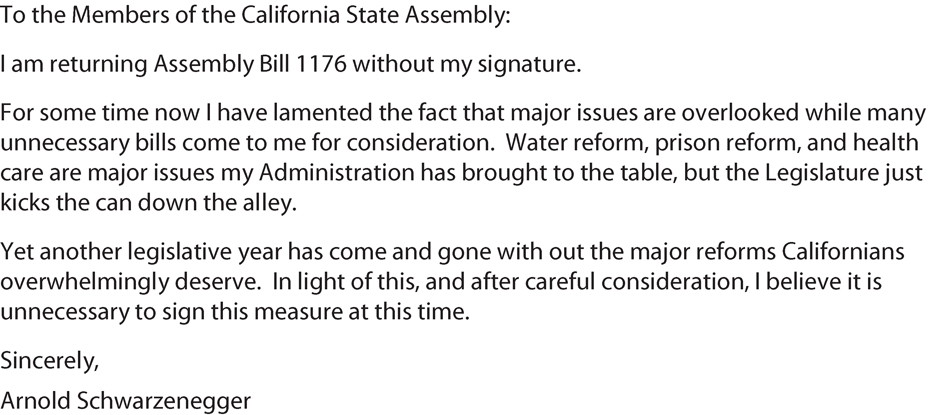 To the Members of the California State Assembly:
I am returning Assembly Bill 1176 without my signature.
For some time now I have lamented the fact that major issues are overlooked while many
unnecessary bills come to me for consideration.  Water reform, prison reform, and health
care are major issues my Administration has brought to the table, but the Legislature just
kicks the can down the alley.
Yet another legislative year has come and gone with out the major reforms Californians
overwhelmingly deserve.  In light of this, and after careful consideration, I believe it is
unnecessary to sign this measure at this time.
Sincerely,
Arnold Schwarzenegger